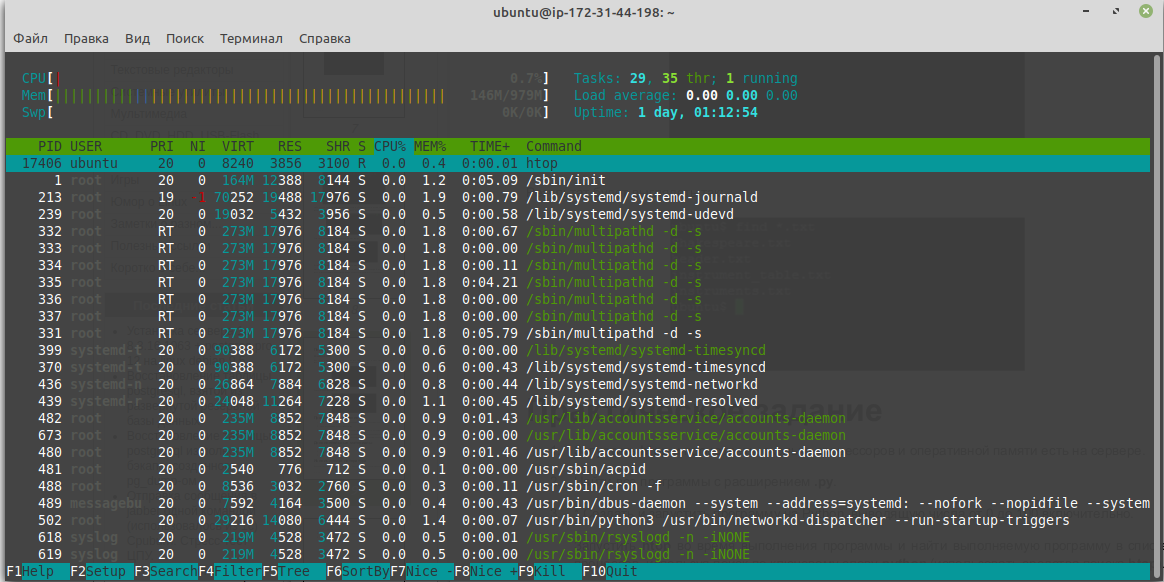 ubuntu@ip-172-31-44-198: ~
Файл Правка Вид Поиск Терминал Справка
CPU[| 0.7%] Tasks: 29, 35 thr; 1 running
Mem[||||||||||||||||||||||||||||||||||||||||||||||||| 146M/979M] Load average: 0.00 0.00 0.00
Swp[ 0K/0K] Uptime: 1 day, 01:12:54
PID USER PRI NI VIRT RES SHR S CPU% MEM% TIME+ Command
17406 ubuntu 20 0 8240 3856 3100 R 0.0 0.4 0:00.01 htop
1 root 20 0 164M 12388 8144 S 0.0 1.2 0:05.09 /sbin/init
213 root 19 -1 70252 19488 17976 S 0.0 1.9 0:00.79 /lib/systemd/systemd-journald
239 root 20 0 19032 5432 3956 S 0.0 0.5 0:00.58 /lib/systemd/systemd-udevd
332 root RT 0 273M 17976 8184 S 0.0 1.8 0:00.67 /sbin/multipathd -d -s
333 root RT 0 273M 17976 8184 S 0.0 1.8 0:00.00 /sbin/multipathd -d -s
334 root RT 0 273M 17976 8184 S 0.0 1.8 0:00.11 /sbin/multipathd -d -s
335 root RT 0 273M 17976 8184 S 0.0 1.8 0:04.21 /sbin/multipathd -d -s
336 root RT 0 273M 17976 8184 S 0.0 1.8 0:00.00 /sbin/multipathd -d -s
337 root RT 0 273M 17976 8184 S 0.0 1.8 0:00.00 /sbin/multipathd -d -s
331 root RT 0 273M 17976 8184 S 0.0 1.8 0:05.79 /sbin/multipathd -d -s
399 systemd-t 20 0 90388 6172 5300 S 0.0 0.6 0:00.00 /lib/systemd/systemd-timesyncd
370 systemd-t 20 0 90388 6172 5300 S 0.0 0.6 0:00.43 /lib/systemd/systemd-timesyncd
436 systemd-n 20 0 26864 7884 6828 S 0.0 0.8 0:00.44 /lib/systemd/systemd-networkd
439 systemd-r 20 0 24048 11264 7228 S 0.0 1.1 0:00.45 /lib/systemd/systemd-resolved
482 root 20 0 235M 8852 7848 S 0.0 0.9 0:01.43 /usr/lib/accountsservice/accounts-daemon
673 root 20 0 235M 8852 7848 S 0.0 0.9 0:00.00 /usr/lib/accountsservice/accounts-daemon
480 root 20 0 235M 8852 7848 S 0.0 0.9 0:01.46 /usr/lib/accountsservice/accounts-daemon
481 root 20 0 2540 776 712 S 0.0 0.1 0:00.00 /usr/sbin/acpid
488 root 20 0 8536 3032 2760 S 0.0 0.3 0:00.11 /usr/sbin/cron -f
489 messagebu 20 0 7592 4164 3500 S 0.0 0.4 0:00.43 /usr/bin/dbus-daemon --system --address=systemd: --nofork --nopidfile --system
502 root 20 0 29216 14080 6444 S 0.0 1.4 0:00.07 /usr/bin/python3 /usr/bin/networkd-dispatcher --run-startup-triggers
618 syslog 20 0 219M 4528 3472 S 0.0 0.5 0:00.01 /usr/sbin/rsyslogd -n -iNONE
619 syslog 20 0 219M 4528 3472 S 0.0 0.5 0:00.00 /usr/sbin/rsyslogd -n -iNONE
F1Help F2Setup F3SearchF4FilterF5Tree F6SortByF7Nice -F8Nice +F9Kill F10Quit